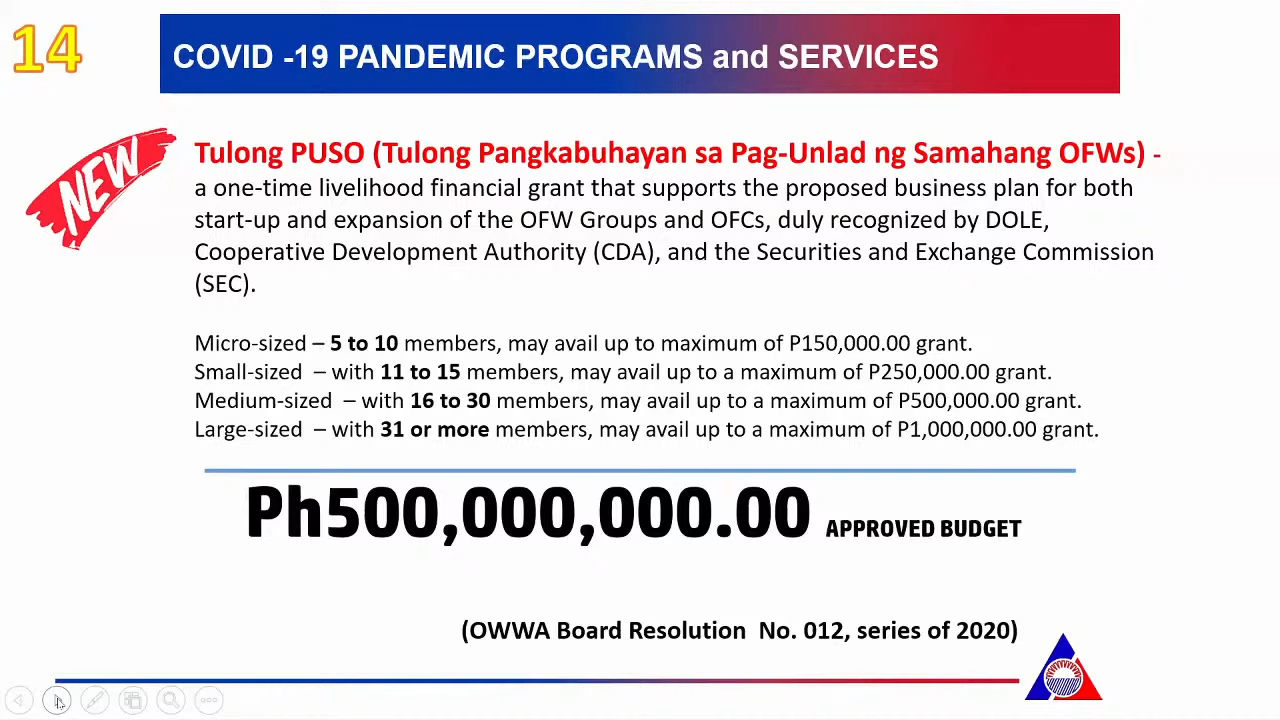 14
COVID -19 PANDEMIC PROGRAMS and SERVICES
NEW
Tulong PUSO (Tulong Pangkabuhayan sa Pag-Unlad ng Samahang OFWs) -
a one-time livelihood financial grant that supports the proposed business plan for both
start-up and expansion of the OFW Groups and OFCs, duly recognized by DOLE,
Cooperative Development Authority (CDA), and the Securities and Exchange Commission
(SEC).
Micro-sized – 5 to 10 members, may avail up to maximum of P150,000.00 grant.
Small-sized – with 11 to 15 members, may avail up to a maximum of P250,000.00 grant.
Medium-sized – with 16 to 30 members, may avail up to a maximum of P500,000.00 grant.
Large-sized – with 31 or more members, may avail up to a maximum of P1,000,000.00 grant.
Ph500,000,000.00 APPROVED BUDGET
(OWWA Board Resolution No. 012, series of 2020)